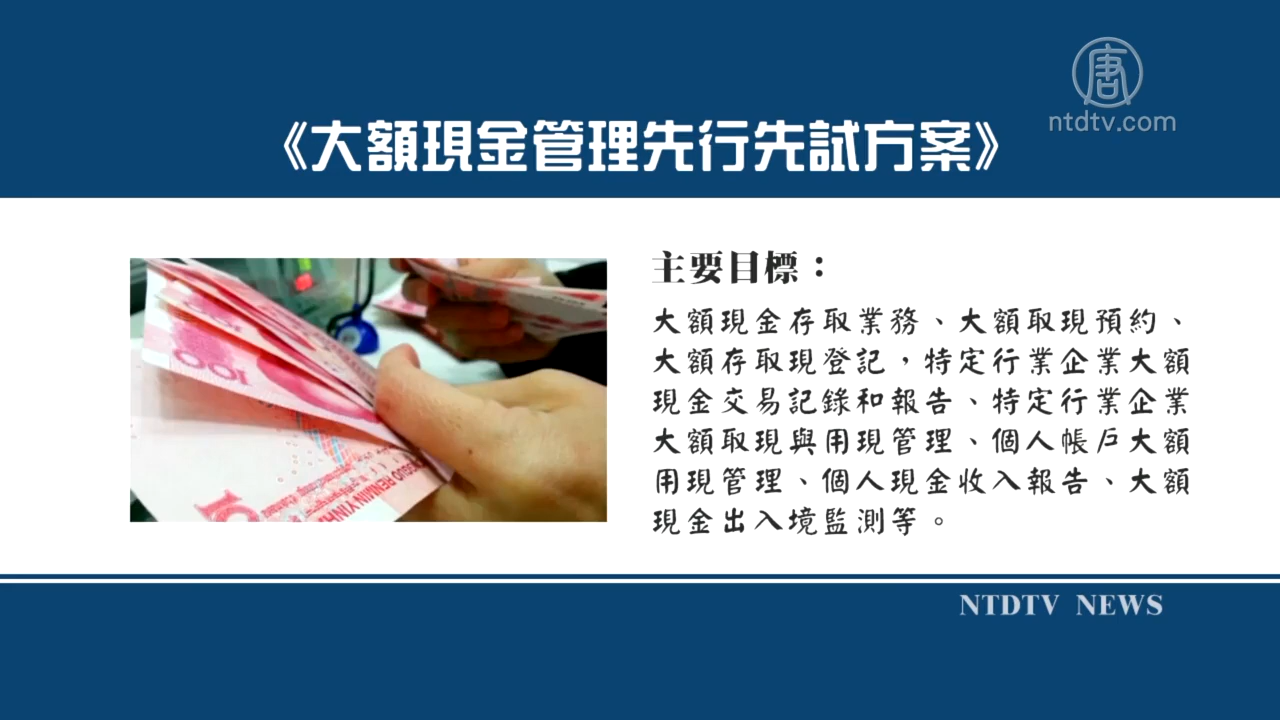 唐
ntdtv.com
《大額現金管理先行先試方案》
主要目標：
大額現金存取業務、大額取現預約、
大額存取現登記，特定行業企業大額
現金交易記錄和報告、特定行業企業
大額取現與用現管理、個人帳戶大額
用現管理、個人現金收入報告、大額
現金出入境監測等。
100
NTDTV NEWS